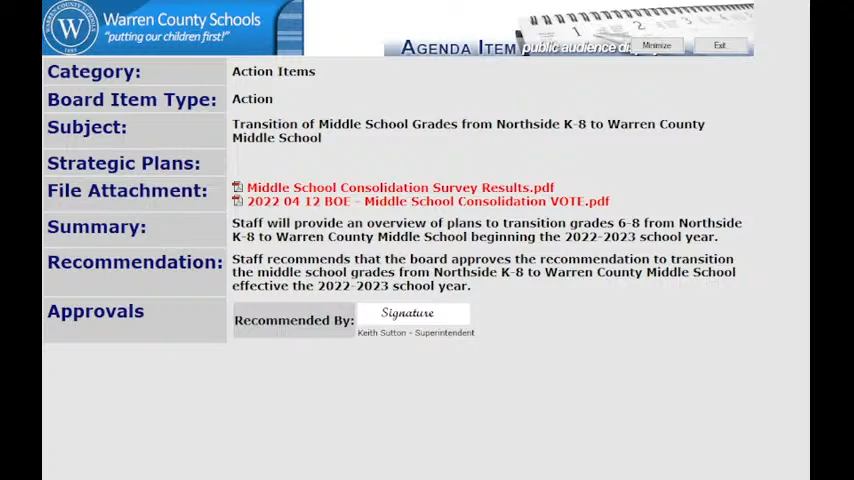 Warren County Schools
"putting our children first!"
AGENDA ITEM public audience
Minimize
Exit
Category:
Action Items
Board Item Type:
Action
Subject:
Transition of Middle School Grades from Northside K-8 to Warren County
Middle School
Strategic Plans:
File Attachment:
Middle School Consolidation Survey Results.pdf
2022 04 12 BOE - Middle School Consolidation VOTE.pdf
Summary:
Staff will provide an overview of plans to transition grades 6-8 from Northside
K-8 to Warren County Middle School beginning the 2022-2023 school year.
Recommendation:
Staff recommends that the board approves the recommendation to transition
the middle school grades from Northside K-8 to Warren County Middle School
effective the 2022-2023 school year.
Approvals
Recommended By:
Signature
Keith Sutton - Superintendent